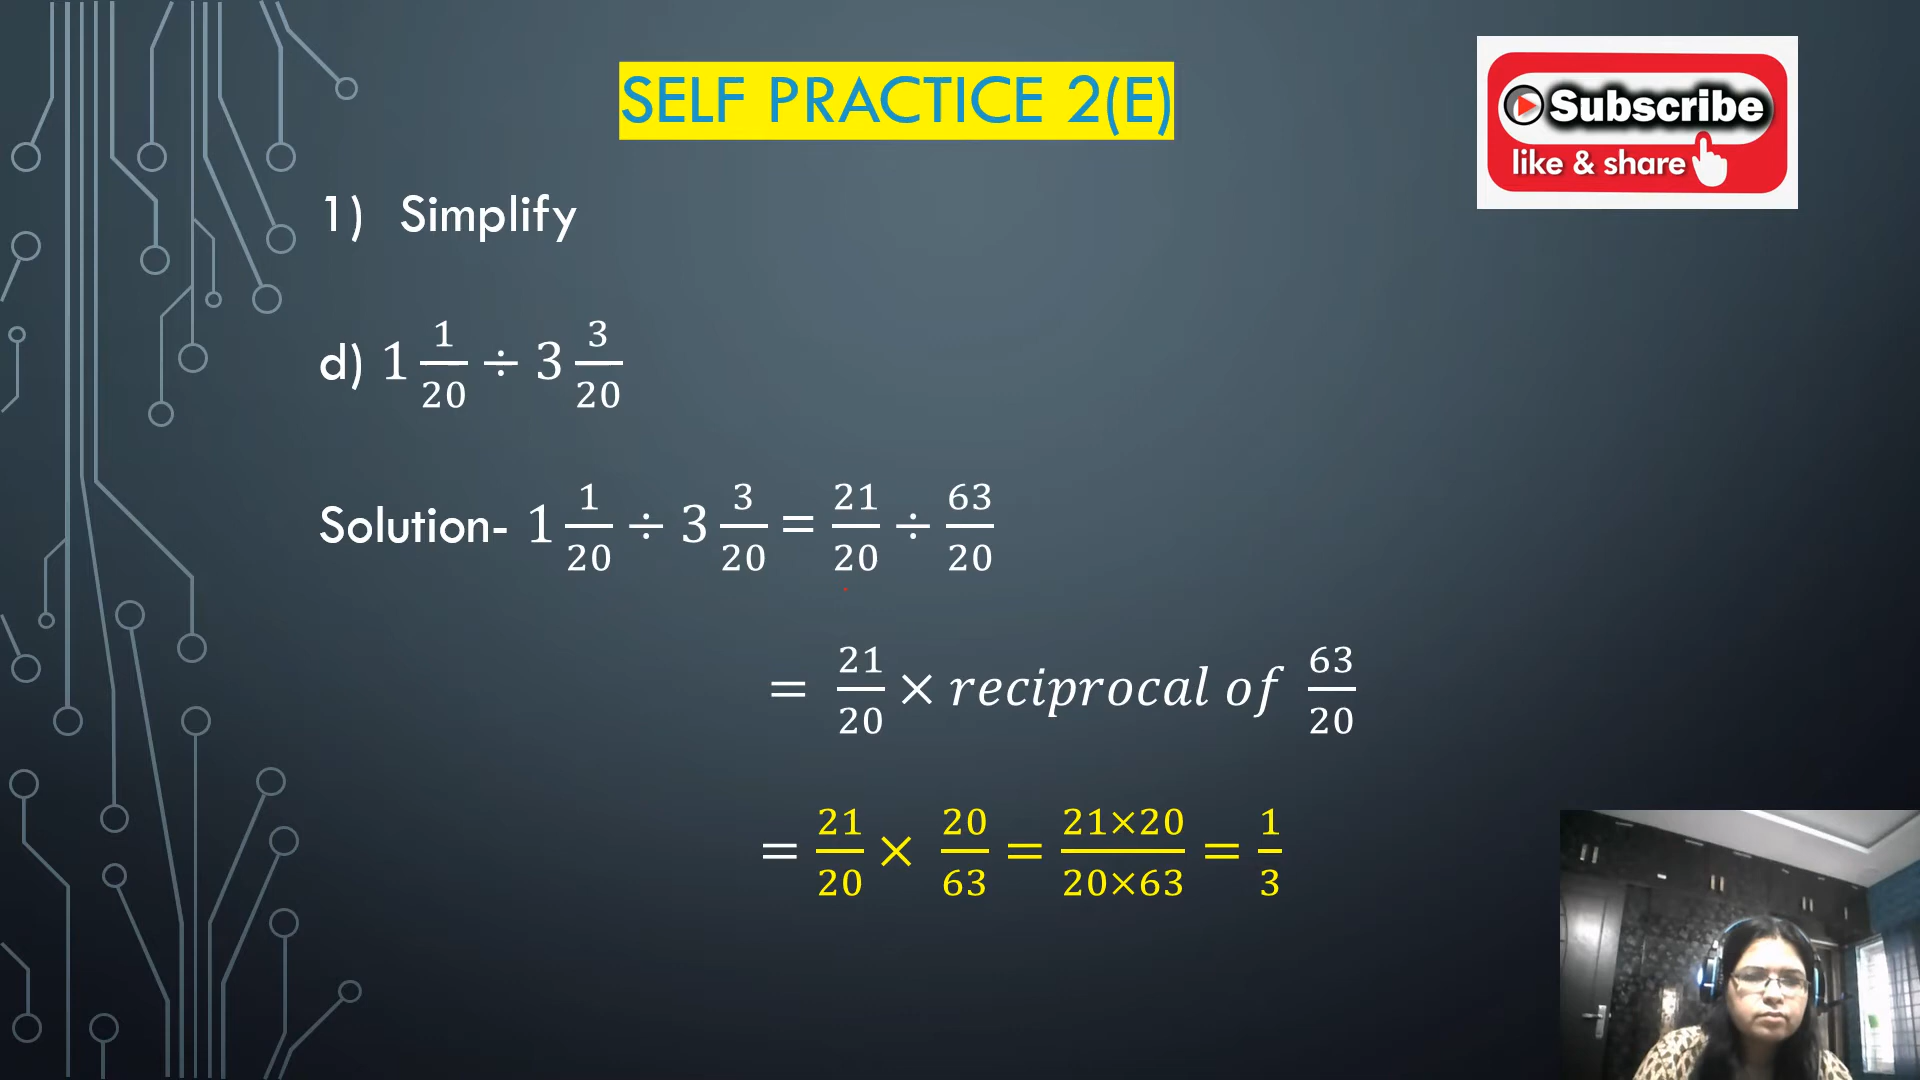 SELF PRACTICE 2(E)
Subscribe
like & share
1) Simplify
d) 1 1/20 ÷ 3 3/20
Solution- 1 1/20 ÷ 3 3/20 = 21/20 ÷ 63/20
= 21/20 × reciprocal of 63/20
= 21/20 × 20/63 = 21×20/20×63 = 1/3